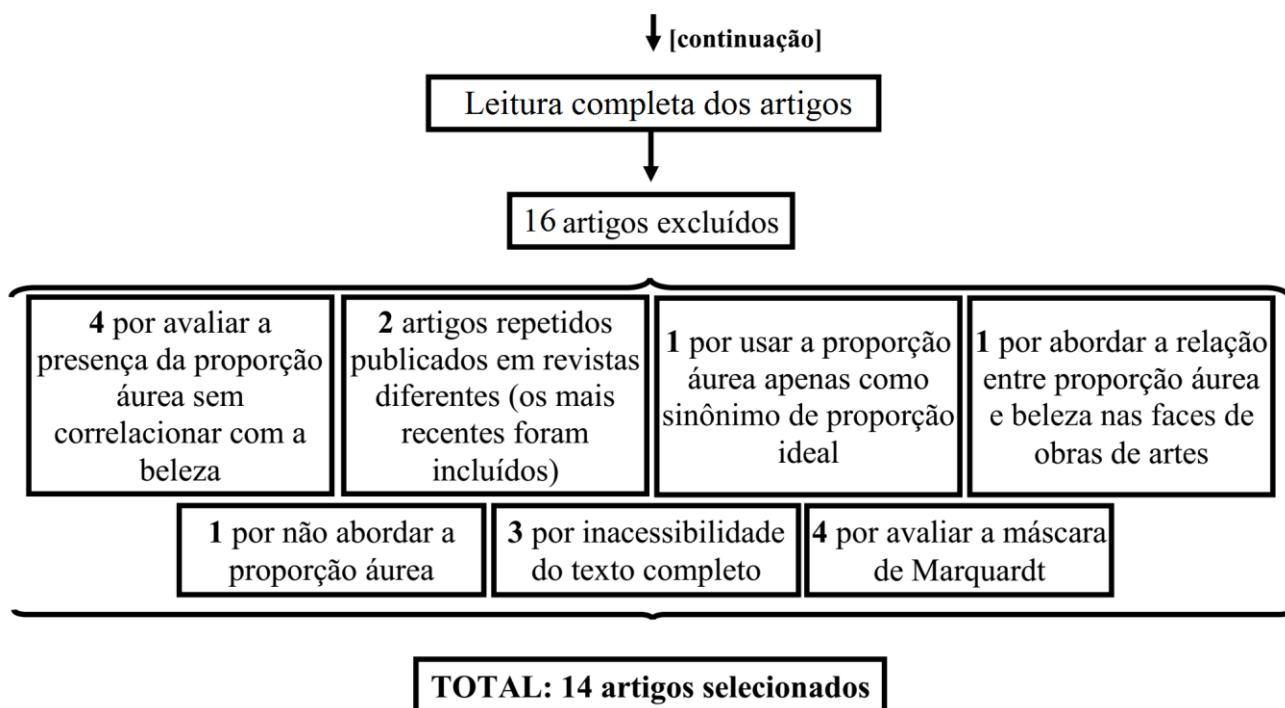 [continuação]
Leitura completa dos artigos
16 artigos excluídos
4 por avaliar a
presença da proporção
áurea sem
correlacionar com a
beleza
2 artigos repetidos
publicados em revistas
diferentes (os mais
recentes foram
incluídos)
1 por usar a proporção
áurea apenas como
sinônimo de proporção
ideal
1 por abordar a relação
entre proporção áurea
e beleza nas faces de
obras de artes
1 por não abordar a
proporção áurea
3 por inacessibilidade
do texto completo
4 por avaliar a máscara
de Marquardt
TOTAL: 14 artigos selecionados